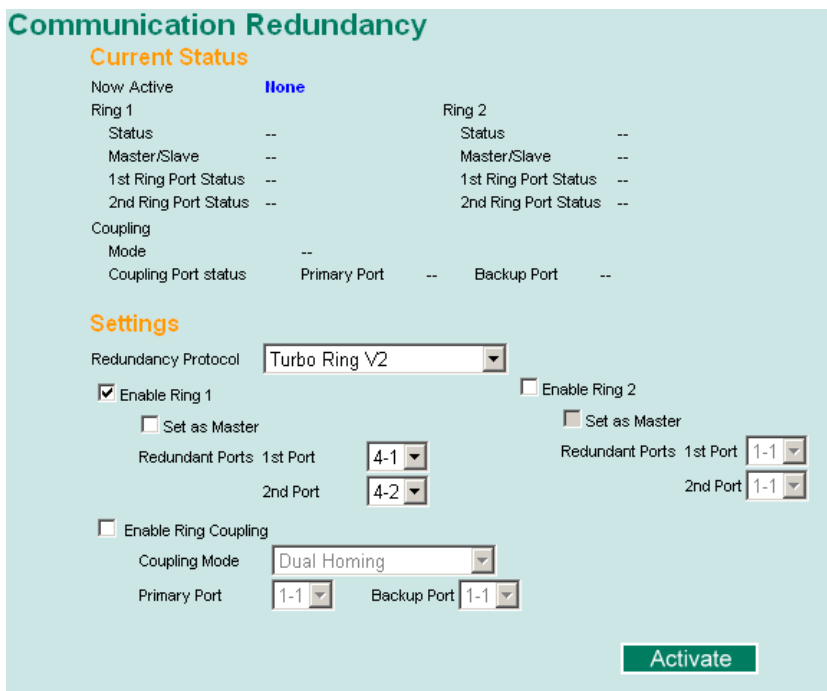 Communication Redundancy
Current Status
Now Active None
Ring 1 Ring 2
Status -- Status --
Master/Slave -- Master/Slave --
1st Ring Port Status -- 1st Ring Port Status --
2nd Ring Port Status -- 2nd Ring Port Status --
Coupling
Mode --
Coupling Port status Primary Port -- Backup Port --
Settings
Redundancy Protocol Turbo Ring V2
Enable Ring 1 Enable Ring 2
Set as Master Set as Master
Redundant Ports 1st Port 4-1 Redundant Ports 1st Port 1-1
2nd Port 4-2 2nd Port 1-1
Enable Ring Coupling
Coupling Mode Dual Homing
Primary Port 1-1 Backup Port 1-1
Activate